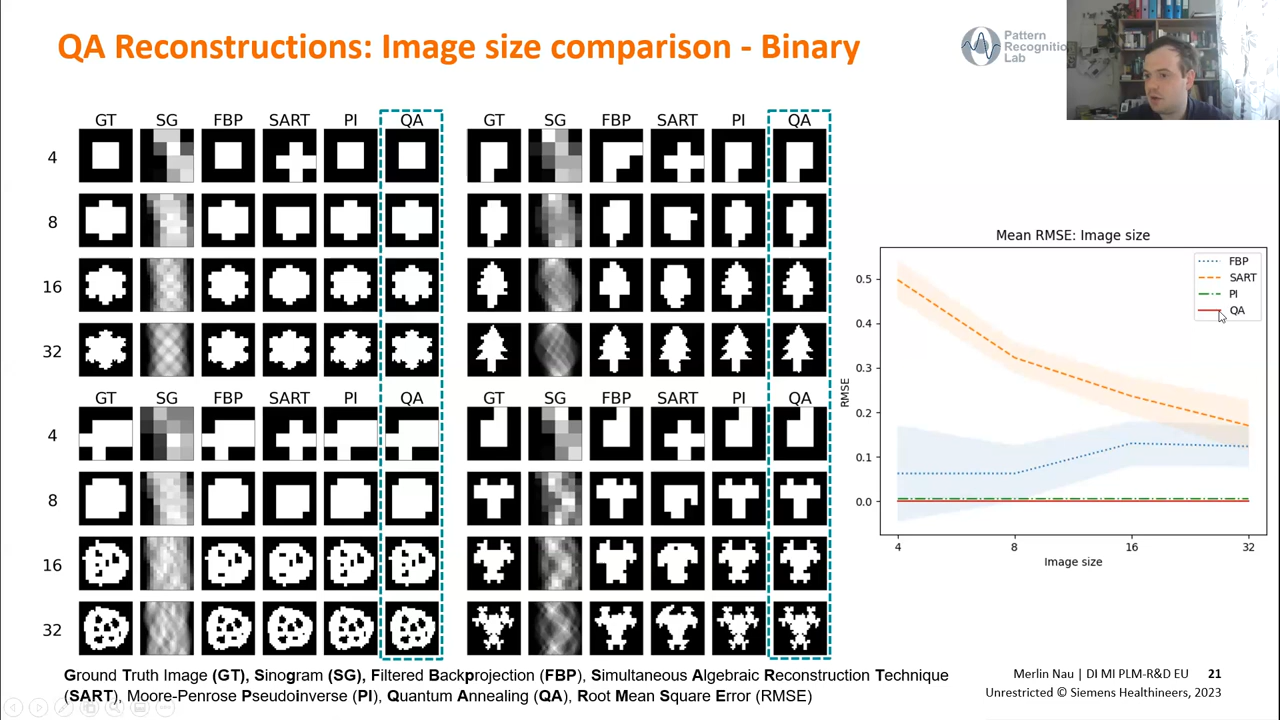 QA Reconstructions: Image size comparison - Binary
Pattern
Recognition
Lab
GT SG FBP SART PI QA
4
8
16
32
GT SG FBP SART PI QA
4
8
16
32
GT SG FBP SART PI QA
GT SG FBP SART PI QA
Mean RMSE: Image size
FBP
SART
PI
QA
RMSE
0.5
0.4
0.3
0.2
0.1
0.0
4 8 16 32
Image size
Ground Truth Image (GT), Sinogram (SG), Filtered Backprojection (FBP), Simultaneous Algebraic Reconstruction Technique
(SART), Moore-Penrose Pseudoinverse (PI), Quantum Annealing (QA), Root Mean Square Error (RMSE)
Merlin Nau | DI MI PLM-R&D EU 21
Unrestricted © Siemens Healthineers, 2023